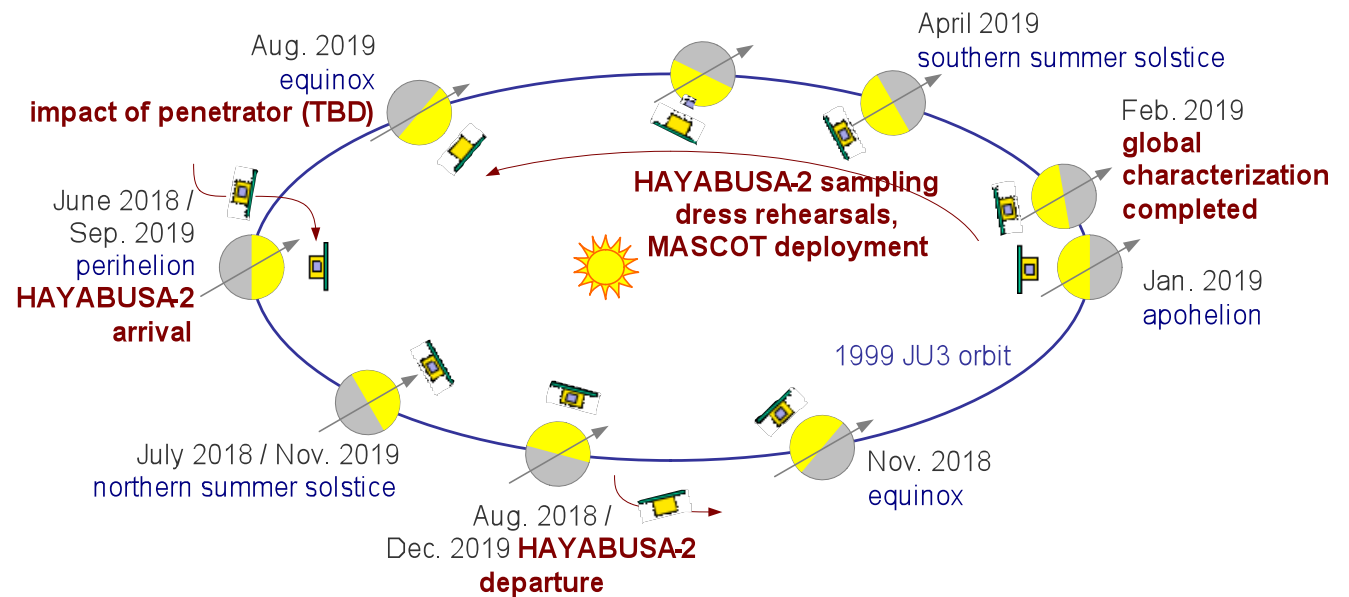 Aug. 2019
equinox
impact of penetrator (TBD)
April 2019
southern summer solstice
Feb. 2019
global
characterization
completed
HAYABUSA-2 sampling
dress rehearsals,
MASCOT deployment
June 2018 /
Sep. 2019
perihelion
HAYABUSA-2
arrival
Jan. 2019
apohelion
1999 JU3 orbit
July 2018 / Nov. 2019
northern summer solstice
Nov. 2018
equinox
Aug. 2018 /
Dec. 2019 HAYABUSA-2
departure